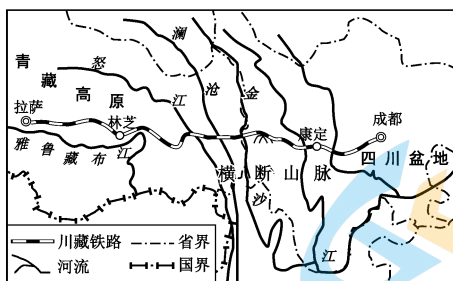 青
藏
高
原
怒
江
澜
沧
江
金
沙
江
拉萨
林芝
康定
成都
雅鲁藏布江
横断山脉
四川盆地
川藏铁路
省界
河流
国界